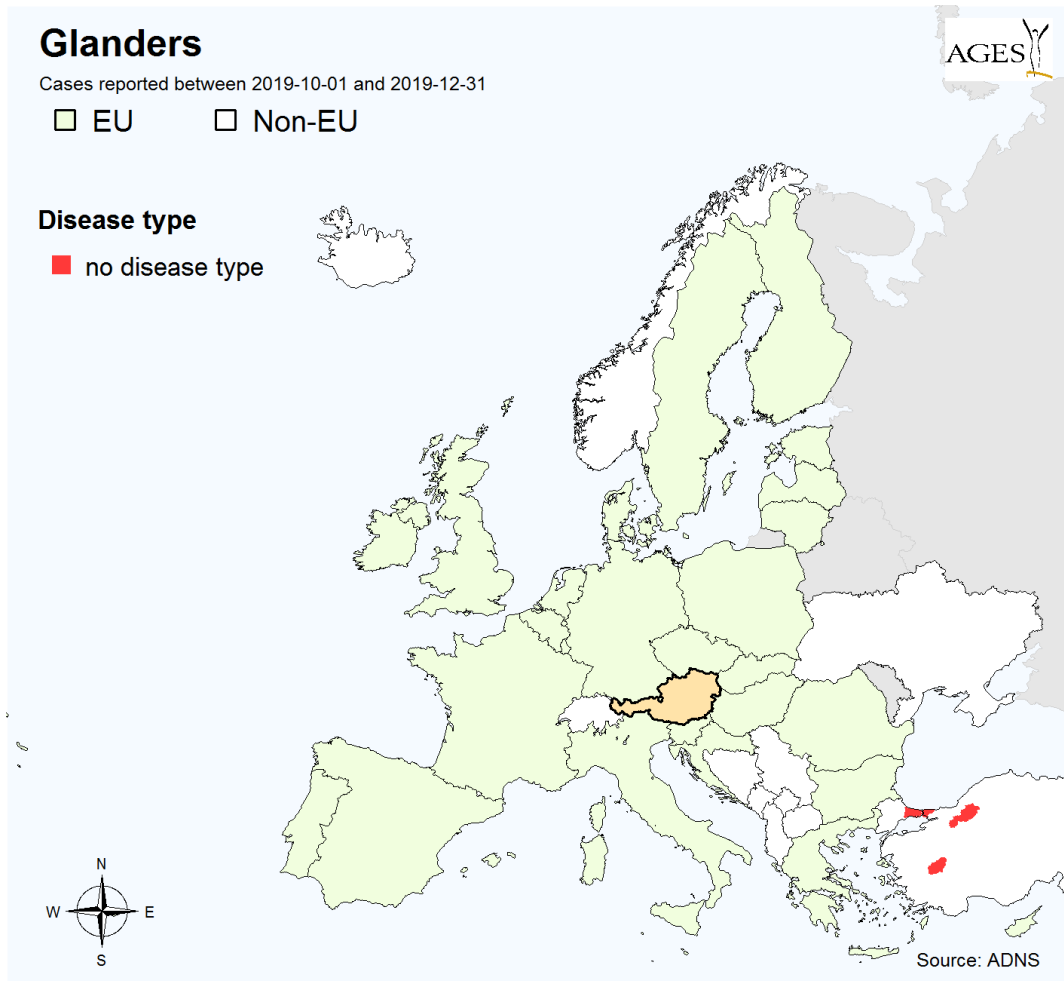 Glanders
Cases reported between 2019-10-01 and 2019-12-31
EU
Non-EU
AGES
Disease type
no disease type
N
W
E
S
Source: ADNS